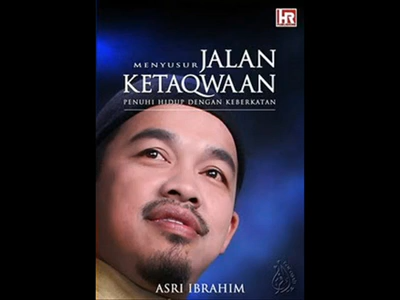 HR
MENYUSUR JALAN
KETAQWAAN
PENUHI HIDUP DENGAN KEBERKATAN
ASRI IBRAHIM